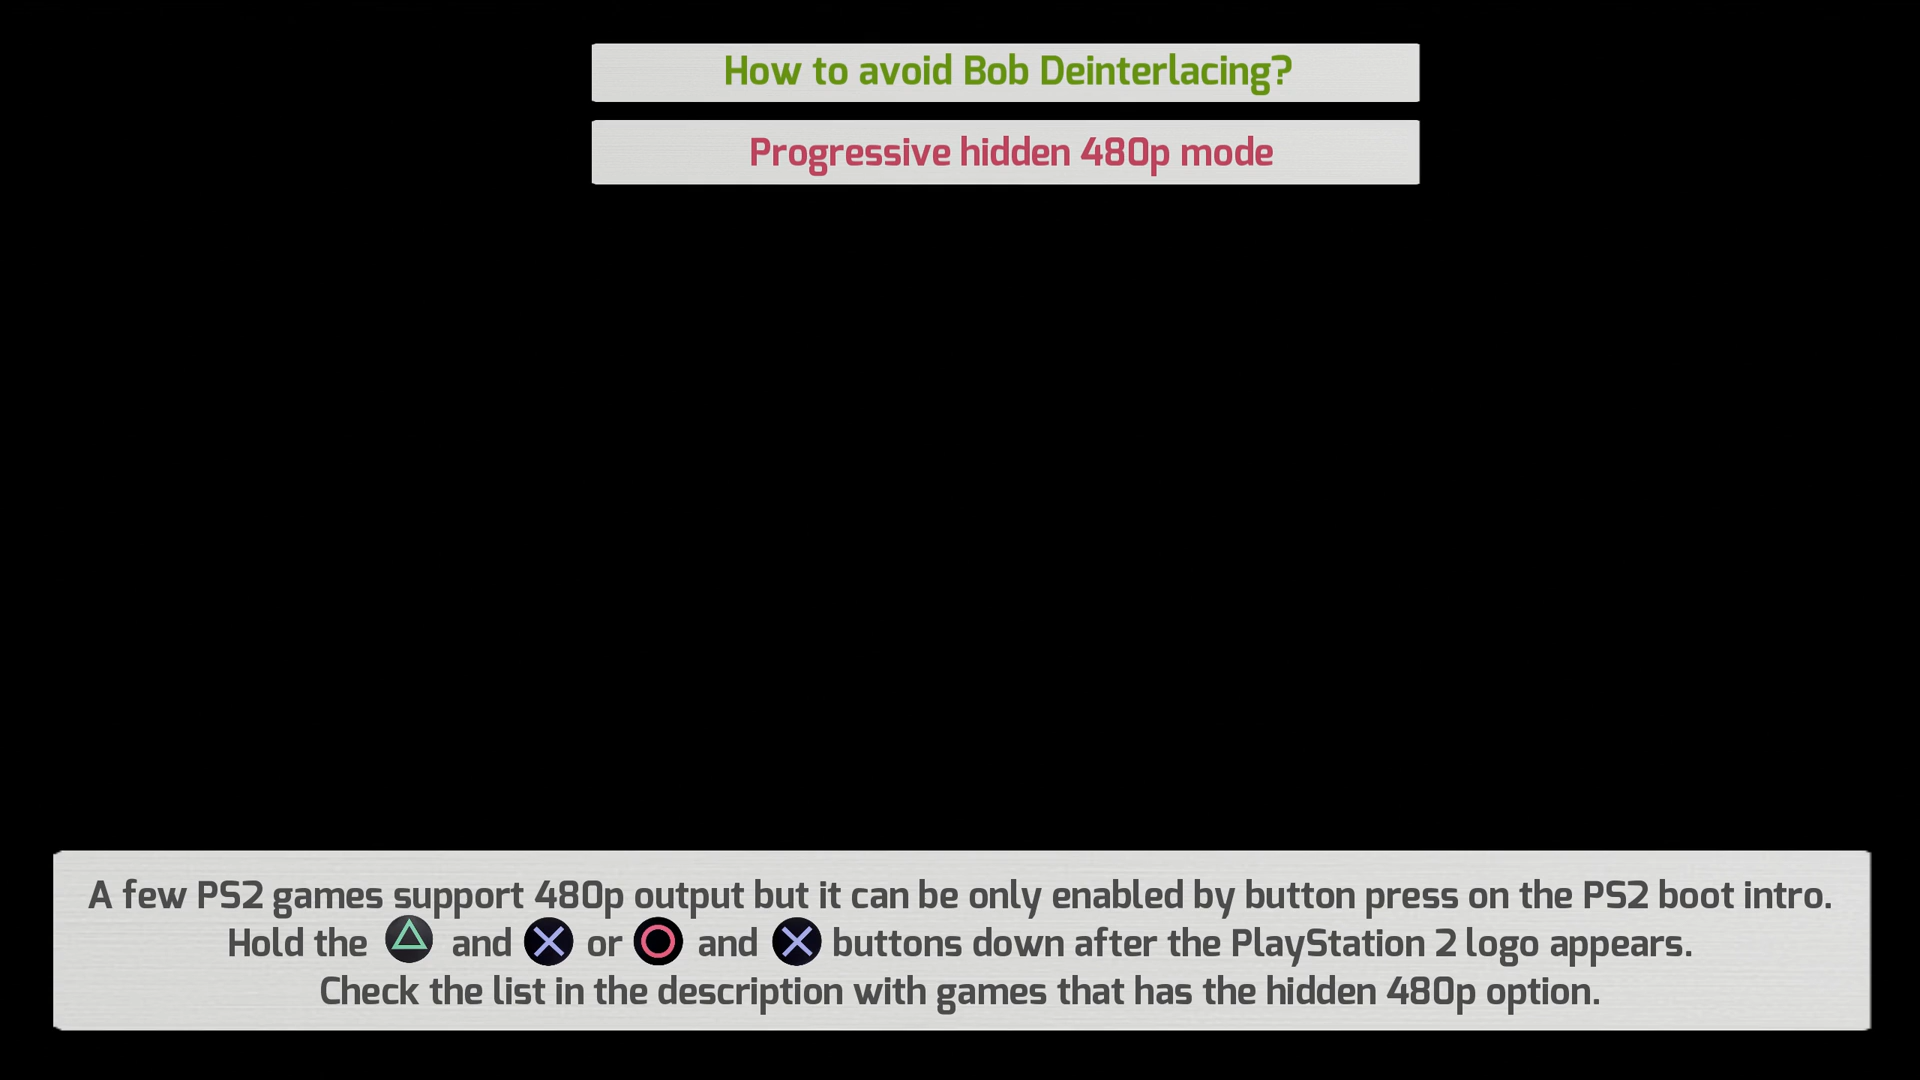 How to avoid Bob Deinterlacing?
Progressive hidden 480p mode
A few PS2 games support 480p output but it can be only enabled by button press on the PS2 boot intro.
Hold the and or and buttons down after the PlayStation 2 logo appears.
Check the list in the description with games that has the hidden 480p option.